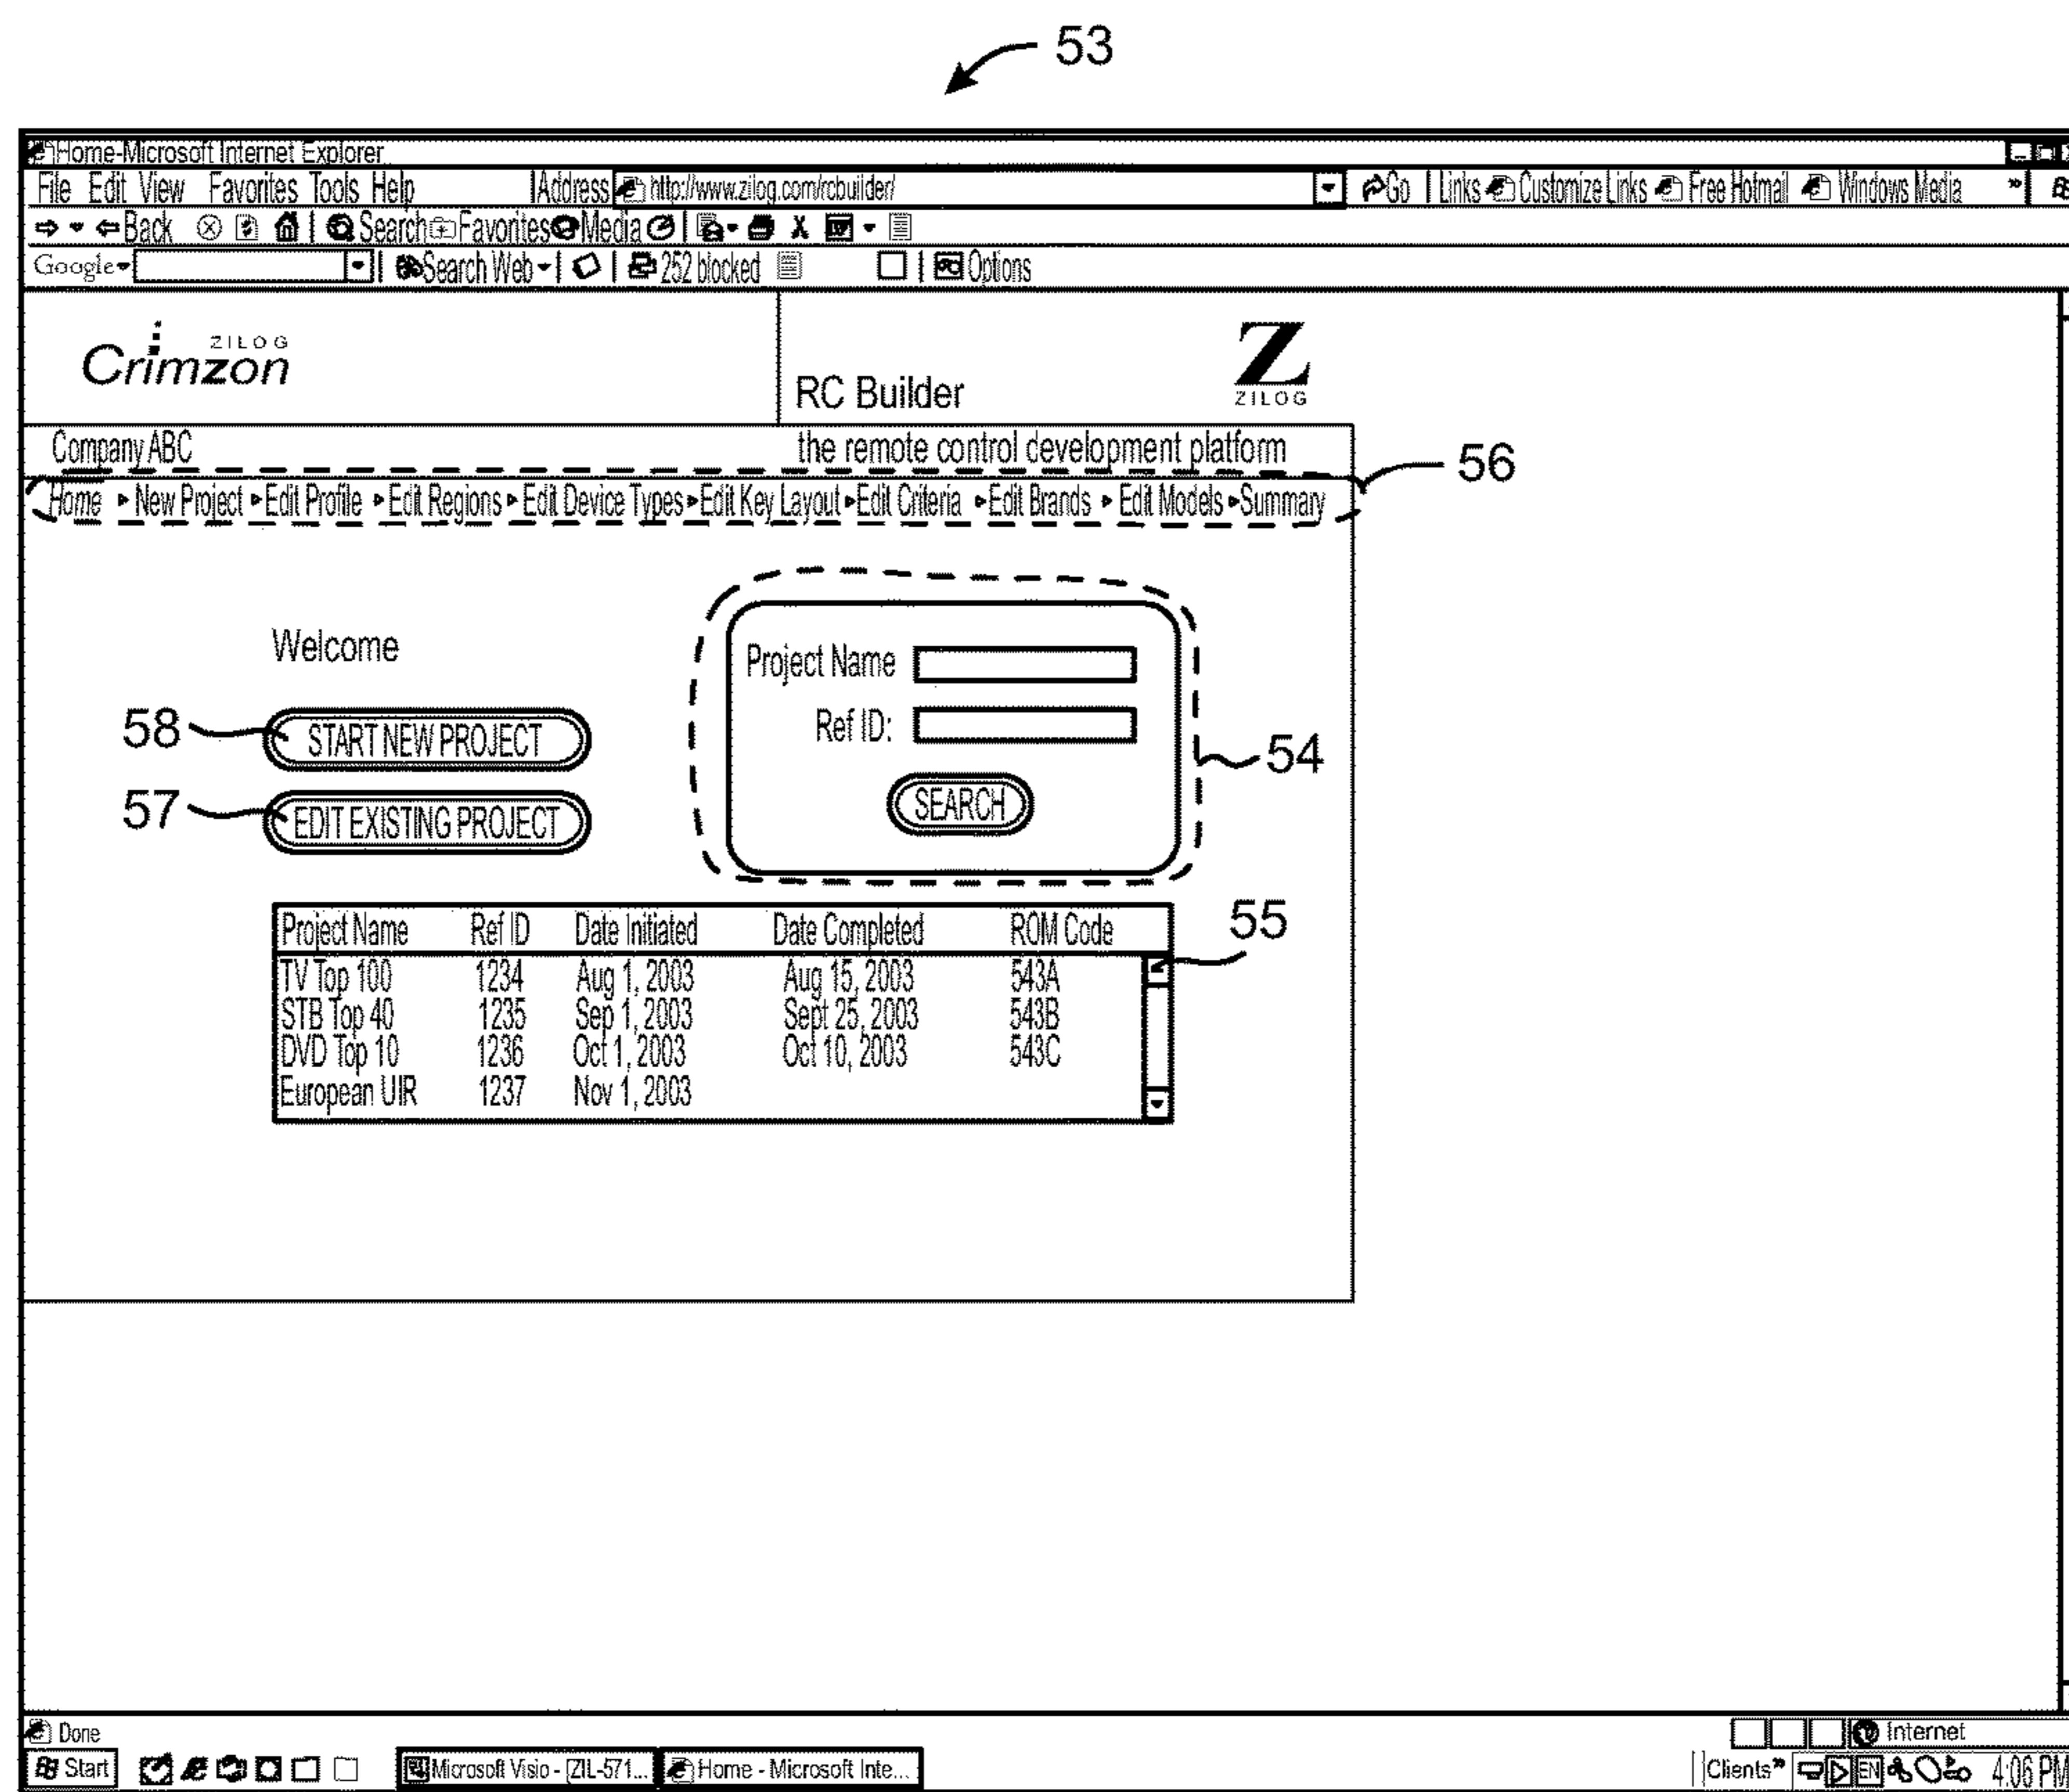 53
Home-Microsoft Internet Explorer
File Edit View Favorites Tools Help Address http://www.zilog.com/rcbuilder/ Go Links Customize Links Free Hotmail Windows Media »
Back Search Favorites Media
Google Search Web 252 blocked Options
ZILOG
Crimzon
RC Builder
Z
ZILOG
Company ABC the remote control development platform
56
Home ▸ New Project ▸ Edit Profile ▸ Edit Regions ▸ Edit Device Types ▸ Edit Key Layout ▸ Edit Criteria ▸ Edit Brands ▸ Edit Models ▸ Summary
Welcome
Project Name
58
START NEW PROJECT
Ref ID:
54
57
EDIT EXISTING PROJECT
SEARCH
55
Project Name Ref ID Date Initiated Date Completed ROM Code
TV Top 100 1234 Aug 1, 2003 Aug 15, 2003 543A
STB Top 40 1235 Sep 1, 2003 Sept 25, 2003 543B
DVD Top 10 1236 Oct 1, 2003 Oct 10, 2003 543C
European UIR 1237 Nov 1, 2003
Done Internet
Start Microsoft Visio - [ZIL-571... Home - Microsoft Inte... Clients» EN 4:06 PM